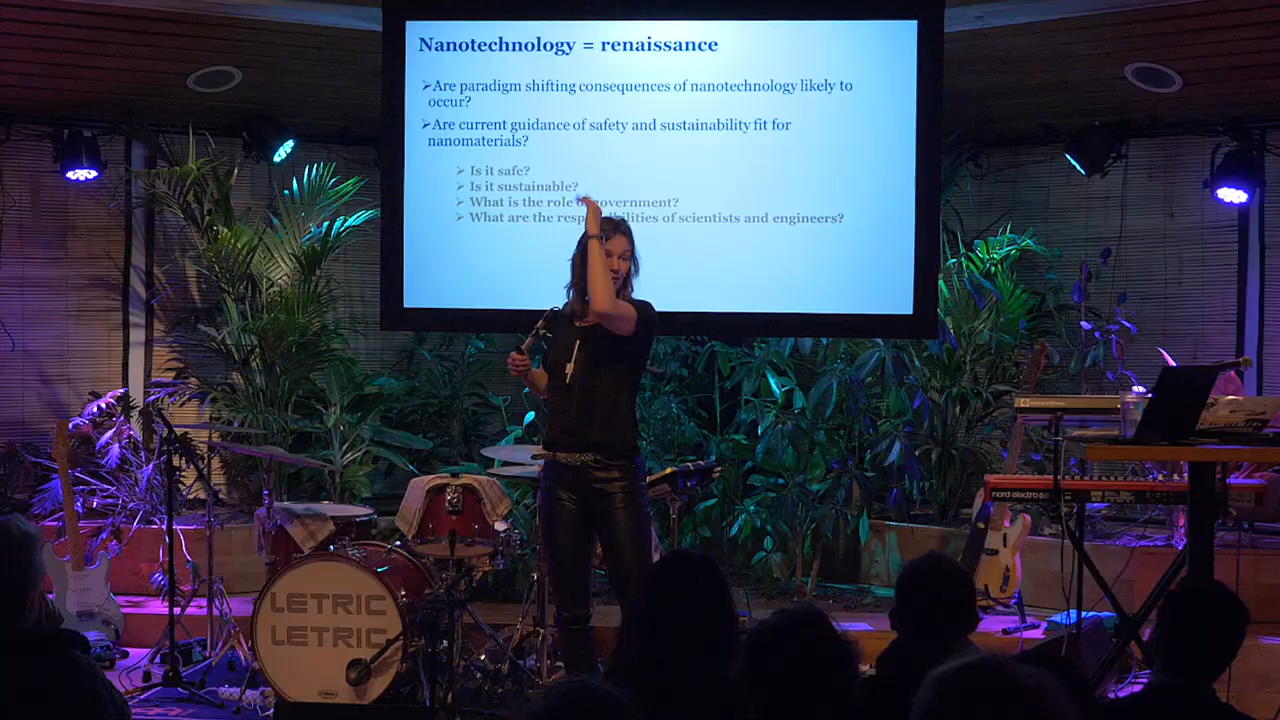 Nanotechnology = renaissance
➢Are paradigm shifting consequences of nanotechnology likely to
occur?
➢Are current guidance of safety and sustainability fit for
nanomaterials?
➢ Is it safe?
➢ Is it sustainable?
➢ What is the role government?
➢ What are the of scientists and engineers?
nord electro 6
LETRIC
LETRIC